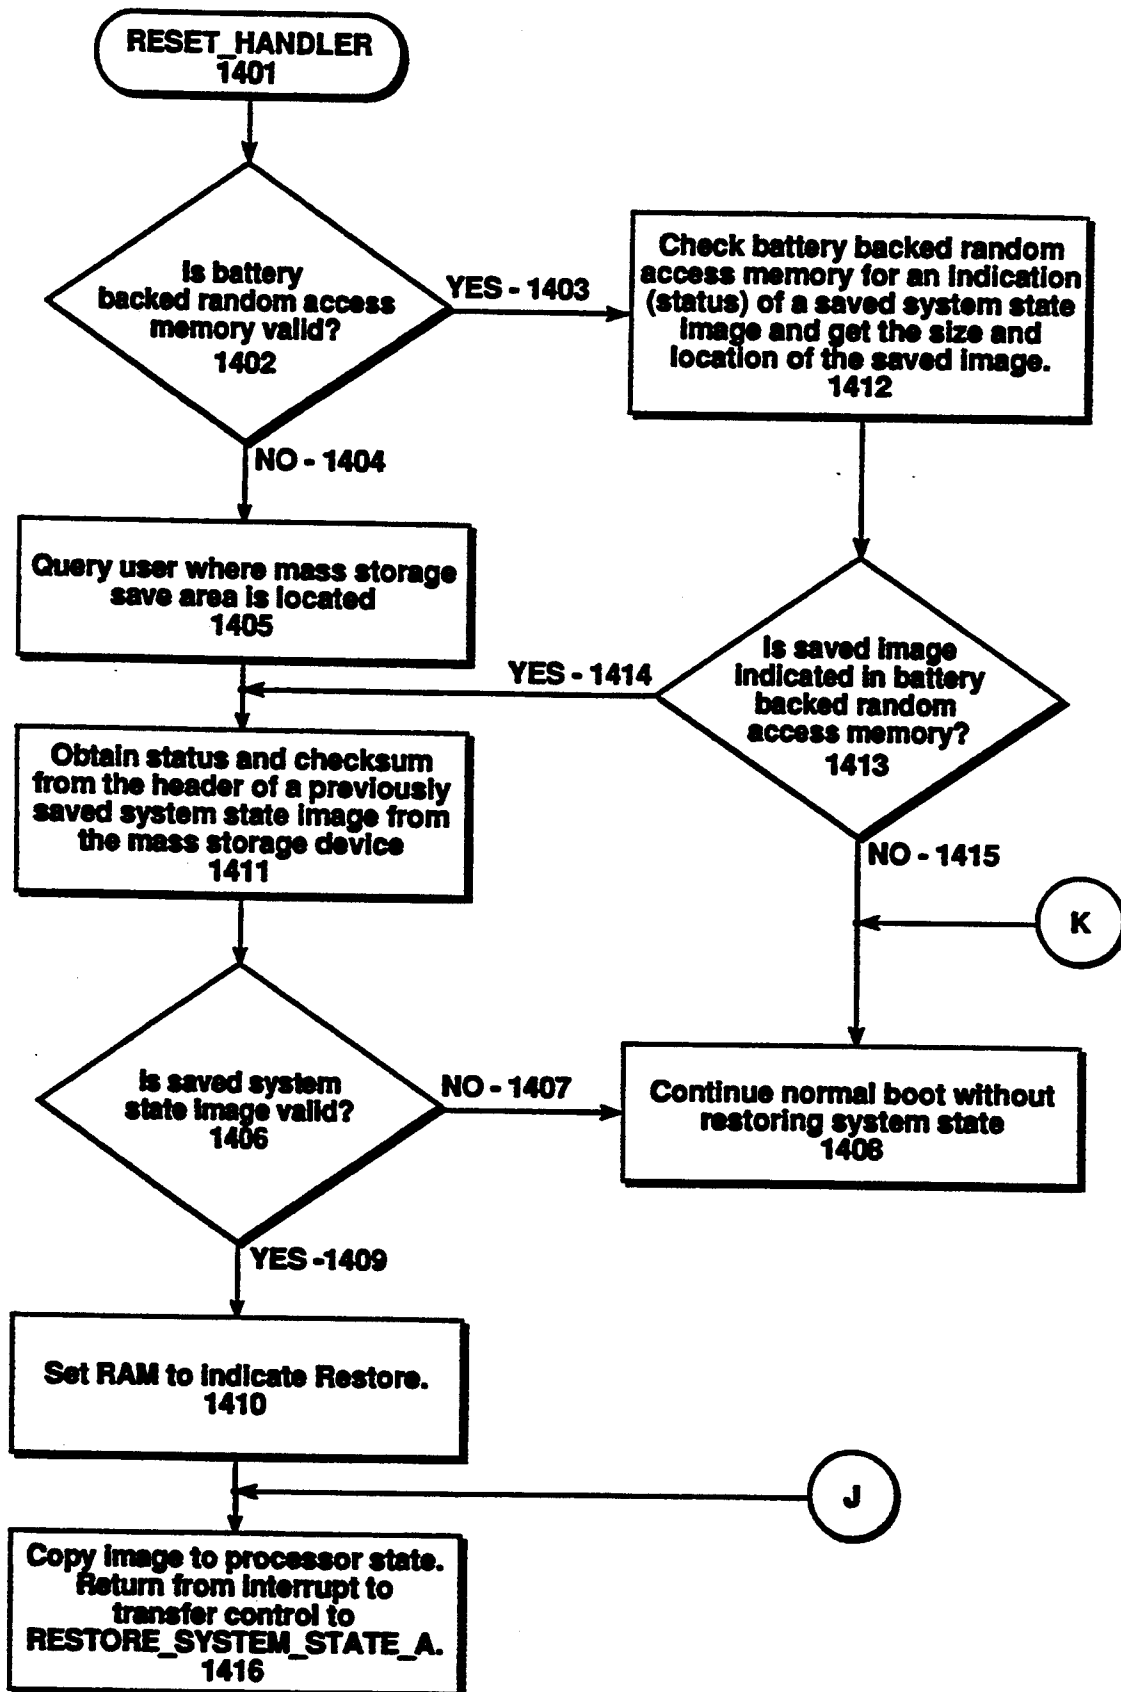 RESET_HANDLER
1401
Is battery
backed random access
memory valid?
1402
YES - 1403
Check battery backed random
access memory for an indication
(status) of a saved system state
image and get the size and
location of the saved image.
1412
NO - 1404
Query user where mass storage
save area is located
1405
YES - 1414
Is saved image
indicated in battery
backed random
access memory?
1413
Obtain status and checksum
from the header of a previously
saved system state image from
the mass storage device
1411
NO - 1415
K
Is saved system
state image valid?
1406
NO - 1407
Continue normal boot without
restoring system state
1408
YES -1409
Set RAM to indicate Restore.
1410
J
Copy image to processor state.
Return from interrupt to
transfer control to
RESTORE_SYSTEM_STATE_A.
1416